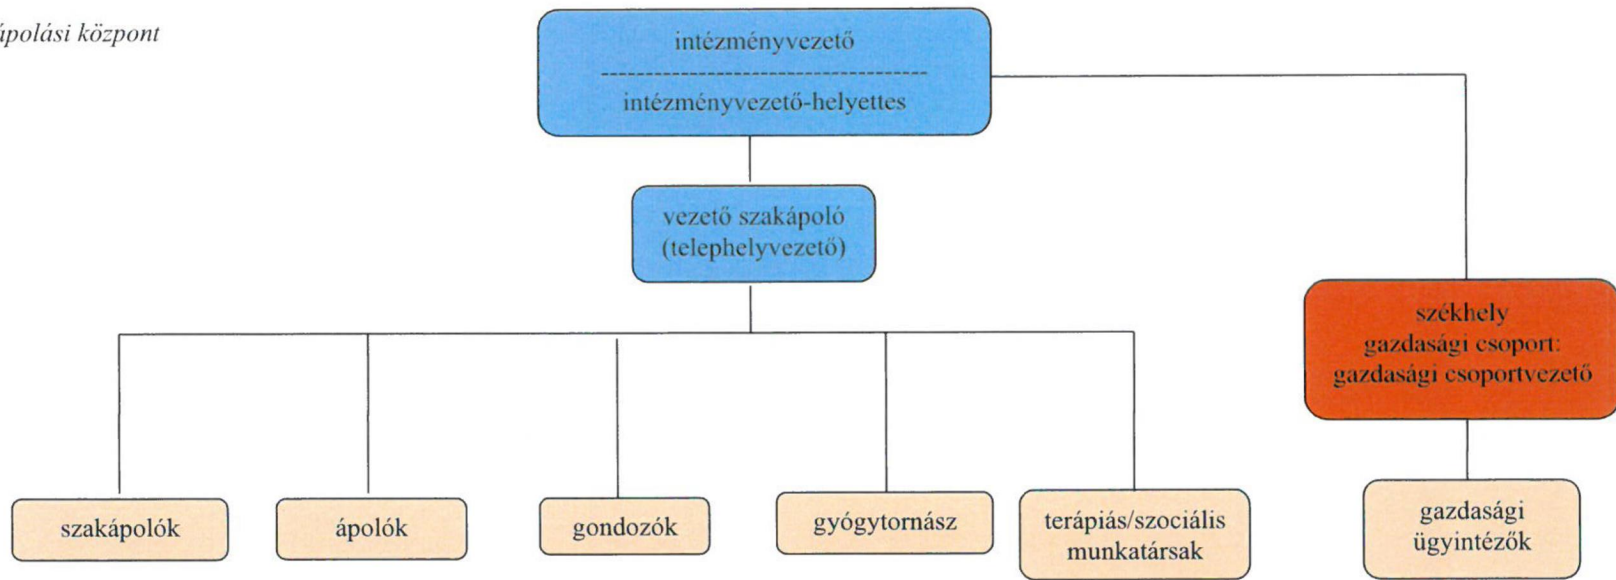 ápolási központ
intézményvezető
------------------------------------
intézményvezető-helyettes
vezető szakápoló
(telephelyvezető)
székhely
gazdasági csoport:
gazdasági csoportvezető
szakápolók
ápolók
gondozók
gyógytornász
terápiás/szociális
munkatársak
gazdasági
ügyintézők